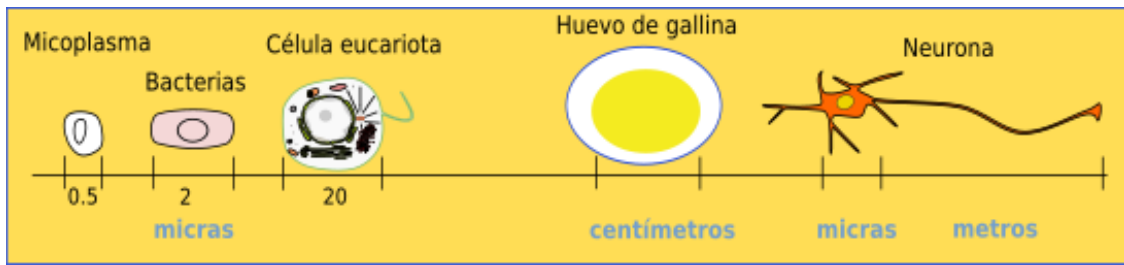 Micoplasma
Bacterias
Célula eucariota
Huevo de gallina
Neurona
0.5
2
20
micras
centímetros
micras
metros